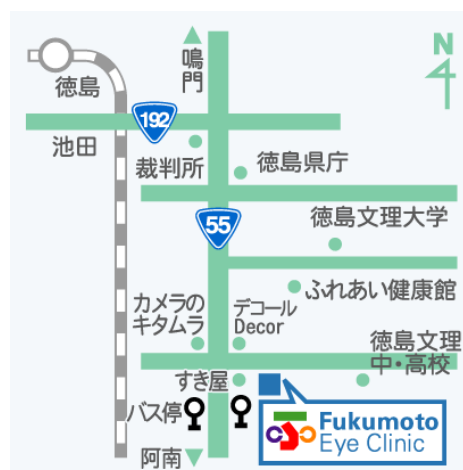 鳴門
N
徳島
192
池田
裁判所
徳島県庁
徳島文理大学
55
ふれあい健康館
カメラの
キタムラ
デコール
Decor
徳島文理
中・高校
すき屋
バス停
Fukumoto
Eye Clinic
阿南